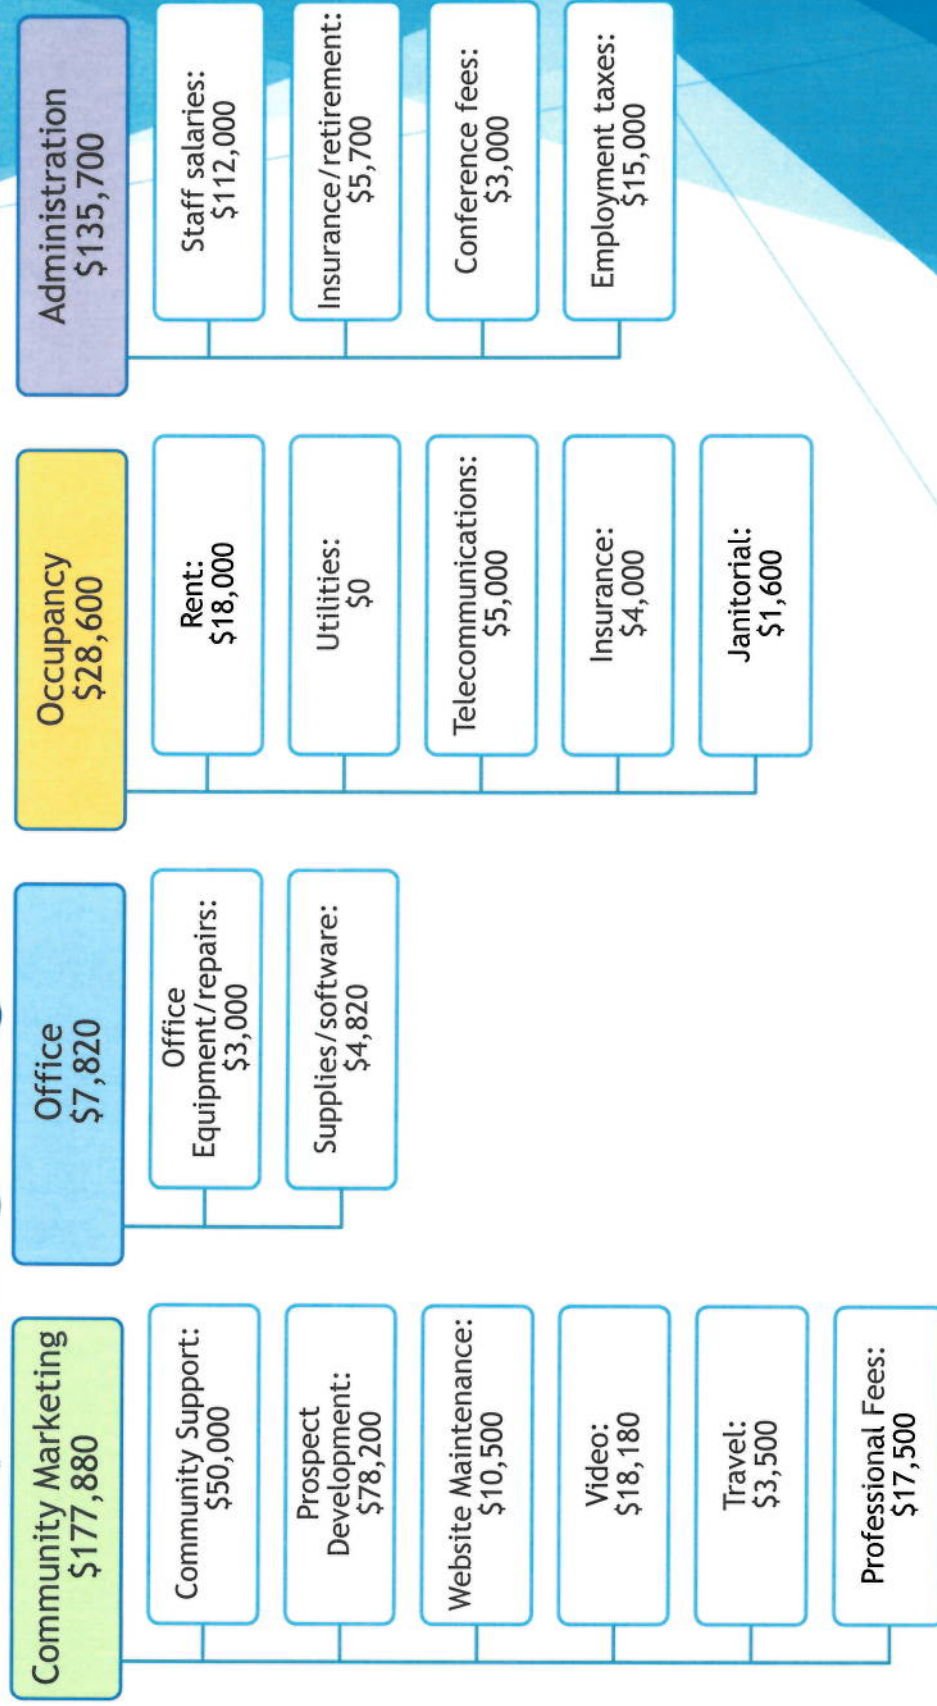 Community Marketing
$177,880
Community Support:
$50,000
Prospect
Development:
$78,200
Website Maintenance:
$10,500
Video:
$18,180
Travel:
$3,500
Professional Fees:
$17,500
Office
$7,820
Office
Equipment/repairs:
$3,000
Supplies/software:
$4,820
Occupancy
$28,600
Rent:
$18,000
Utilities:
$0
Telecommunications:
$5,000
Insurance:
$4,000
Janitorial:
$1,600
Administration
$135,700
Staff salaries:
$112,000
Insurance/retirement:
$5,700
Conference fees:
$3,000
Employment taxes:
$15,000